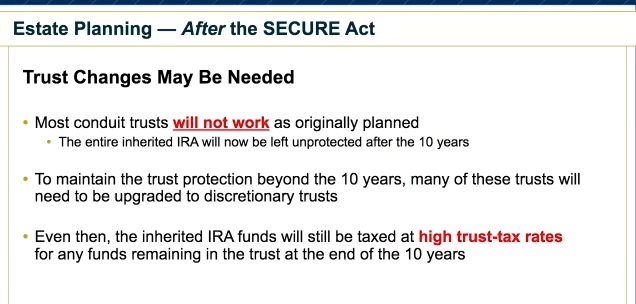 Estate Planning — After the SECURE Act
Trust Changes May Be Needed
• Most conduit trusts will not work as originally planned
• The entire inherited IRA will now be left unprotected after the 10 years
• To maintain the trust protection beyond the 10 years, many of these trusts will
need to be upgraded to discretionary trusts
• Even then, the inherited IRA funds will still be taxed at high trust-tax rates
for any funds remaining in the trust at the end of the 10 years